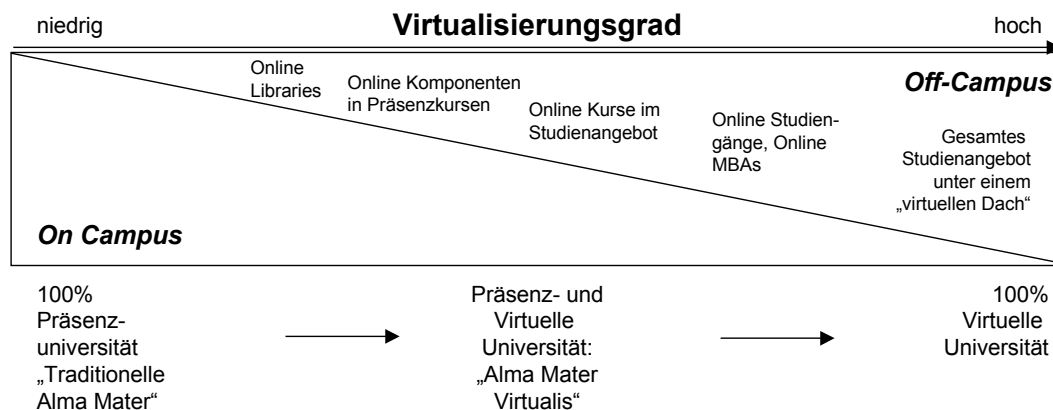 niedrig
Virtualisierungsgrad
hoch
Online
Libraries
Online Komponenten
in Präsenzkursen
Online Kurse im
Studienangebot
Online Studien-
gänge, Online
MBAs
Off-Campus
Gesamtes
Studienangebot
unter einem
„virtuellen Dach“
On Campus
100%
Präsenz-
universität
„Traditionelle
Alma Mater“
Präsenz- und
Virtuelle
Universität:
„Alma Mater
Virtualis“
100%
Virtuelle
Universität